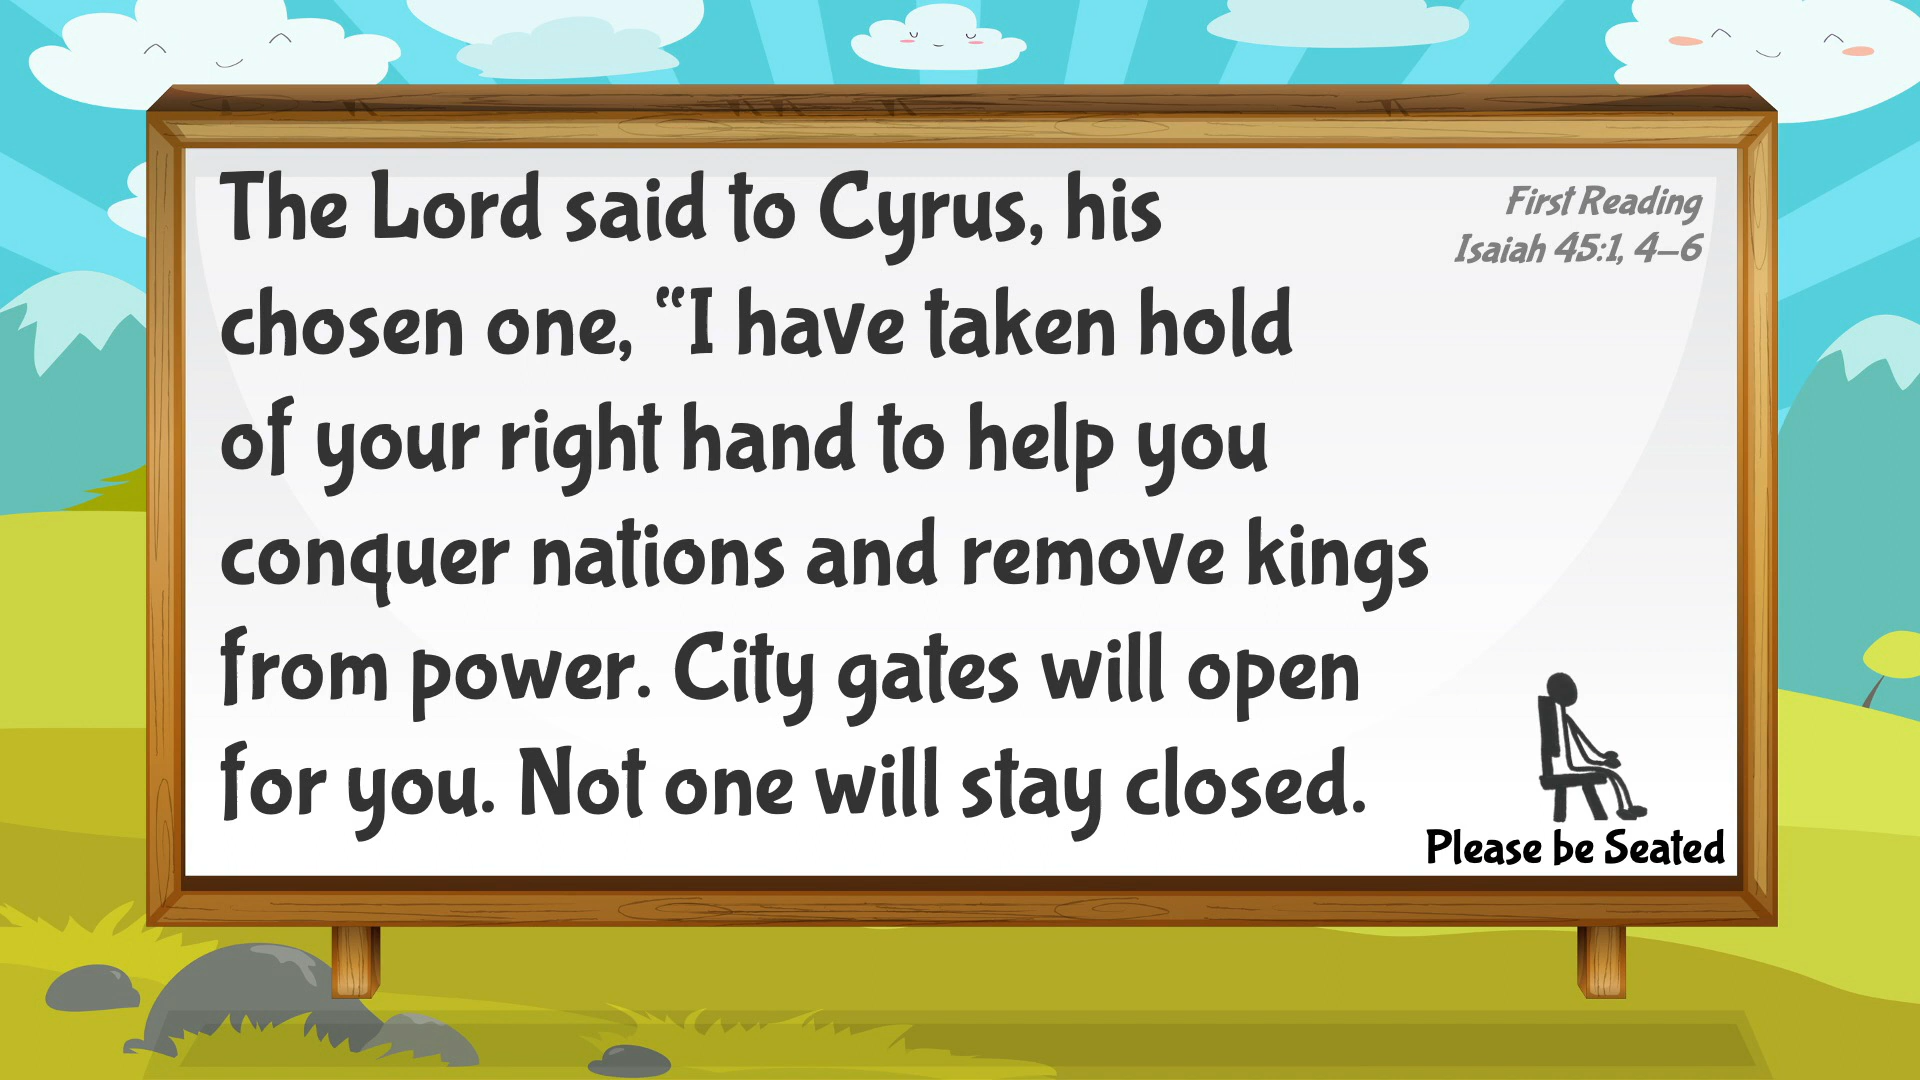 The Lord said to Cyrus, his
chosen one, “I have taken hold
of your right hand to help you
conquer nations and remove kings
from power. City gates will open
for you. Not one will stay closed.
First Reading
Isaiah 45:1, 4–6
Please be Seated